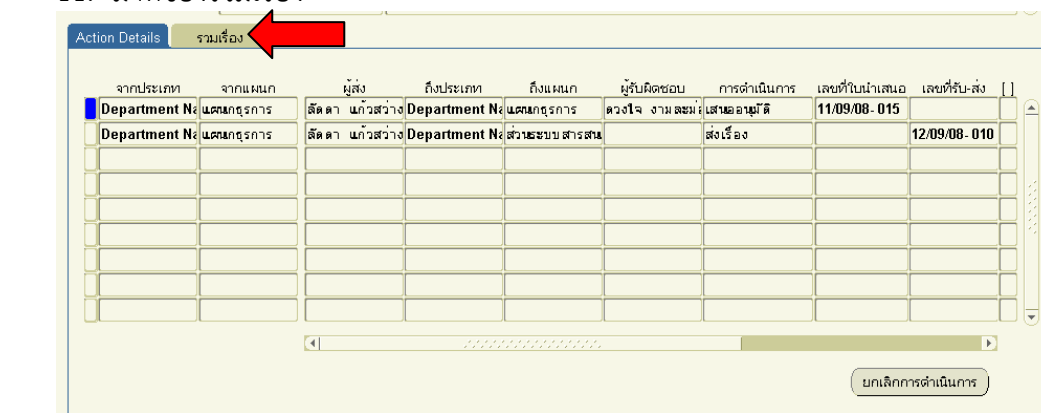 Action Details รวมเรื่อง
จากประเภท จากแผนก ผู้ส่ง ถึงประเภท ถึงแผนก ผู้รับผิดชอบ การดำเนินการ เลขที่ใบนำเสนอ เลขที่รับ-ส่ง [ ]
Department Na แผนกธุรการ ลัดดา แก้วสว่าง Department Na แผนกธุรการ ดวงใจ เสนออนุมัติ 11/09/08-015
Department Na แผนกธุรการ ลัดดา แก้วสว่าง Department Na ส่วนระบบสารสน ส่งเรื่อง 12/09/08-010
ยกเลิกการดำเนินการ